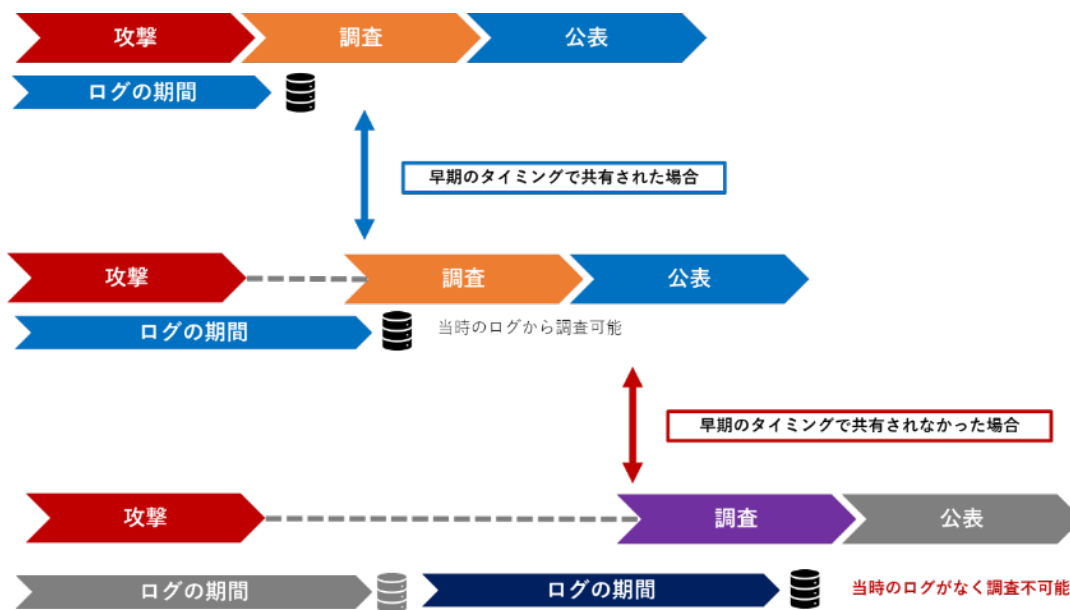 攻撃
調査
公表
ログの期間
早期のタイミングで共有された場合
攻撃
調査
公表
ログの期間
当時のログから調査可能
早期のタイミングで共有されなかった場合
攻撃
調査
公表
ログの期間
ログの期間
当時のログがなく調査不可能